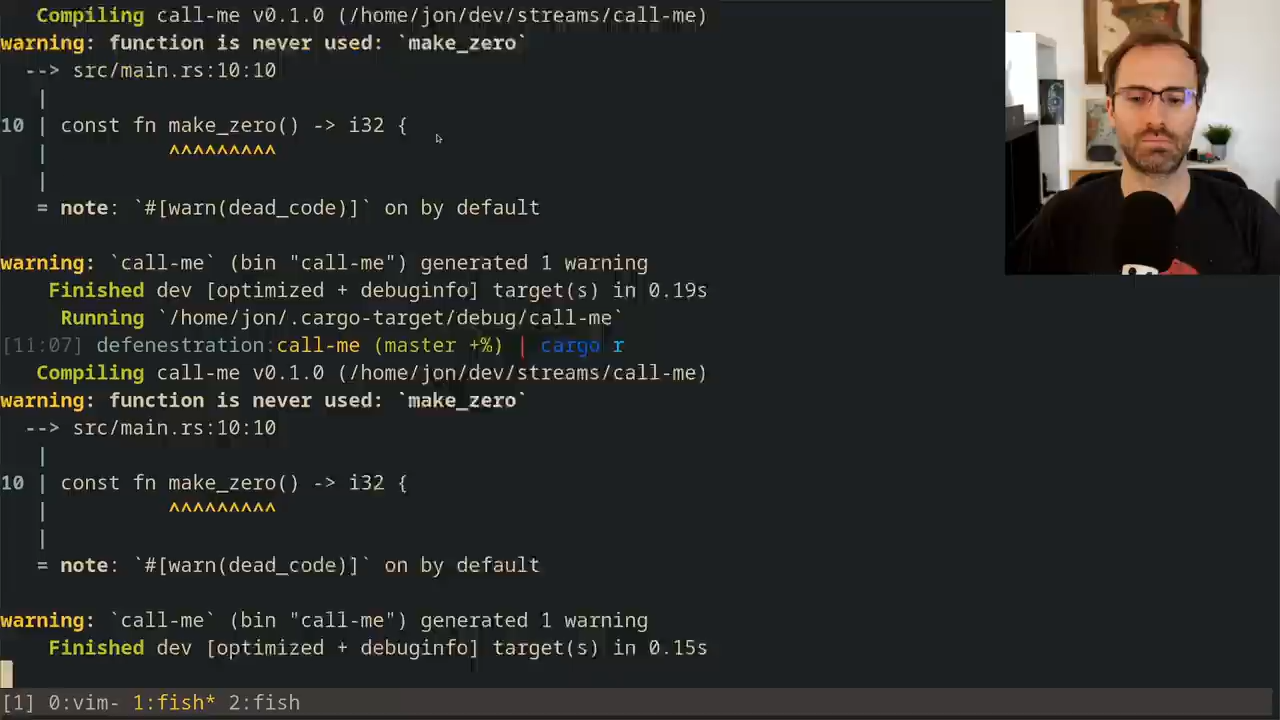 Compiling call-me v0.1.0 (/home/jon/dev/streams/call-me)
warning: function is never used: `make_zero`
--> src/main.rs:10:10
|
10 | const fn make_zero() -> i32 {
| ^^^^^^^^^
|
= note: `#[warn(dead_code)]` on by default
warning: `call-me` (bin "call-me") generated 1 warning
Finished dev [optimized + debuginfo] target(s) in 0.19s
Running `/home/jon/.cargo-target/debug/call-me`
[11:07] defenestration:call-me (master +%) | cargo r
Compiling call-me v0.1.0 (/home/jon/dev/streams/call-me)
warning: function is never used: `make_zero`
--> src/main.rs:10:10
|
10 | const fn make_zero() -> i32 {
| ^^^^^^^^^
|
= note: `#[warn(dead_code)]` on by default
warning: `call-me` (bin "call-me") generated 1 warning
Finished dev [optimized + debuginfo] target(s) in 0.15s
[1] 0:vim- 1:fish* 2:fish